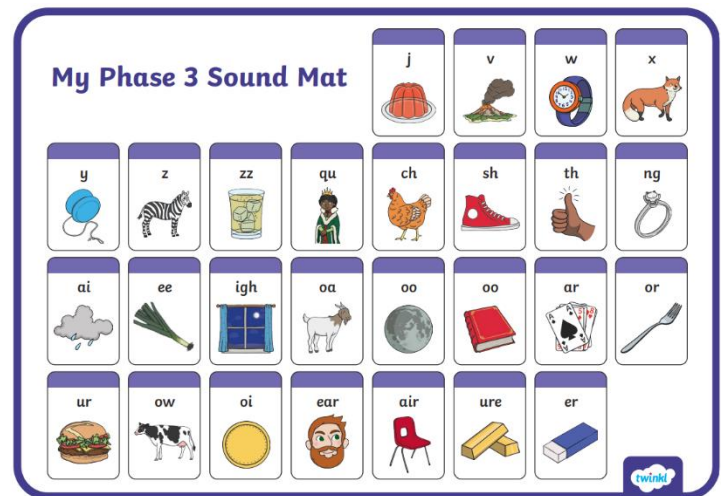 My Phase 3 Sound Mat
j v w x
y z zz qu ch sh th ng
ai ee igh oa oo oo ar or
ur ow oi ear air ure er
twinkl